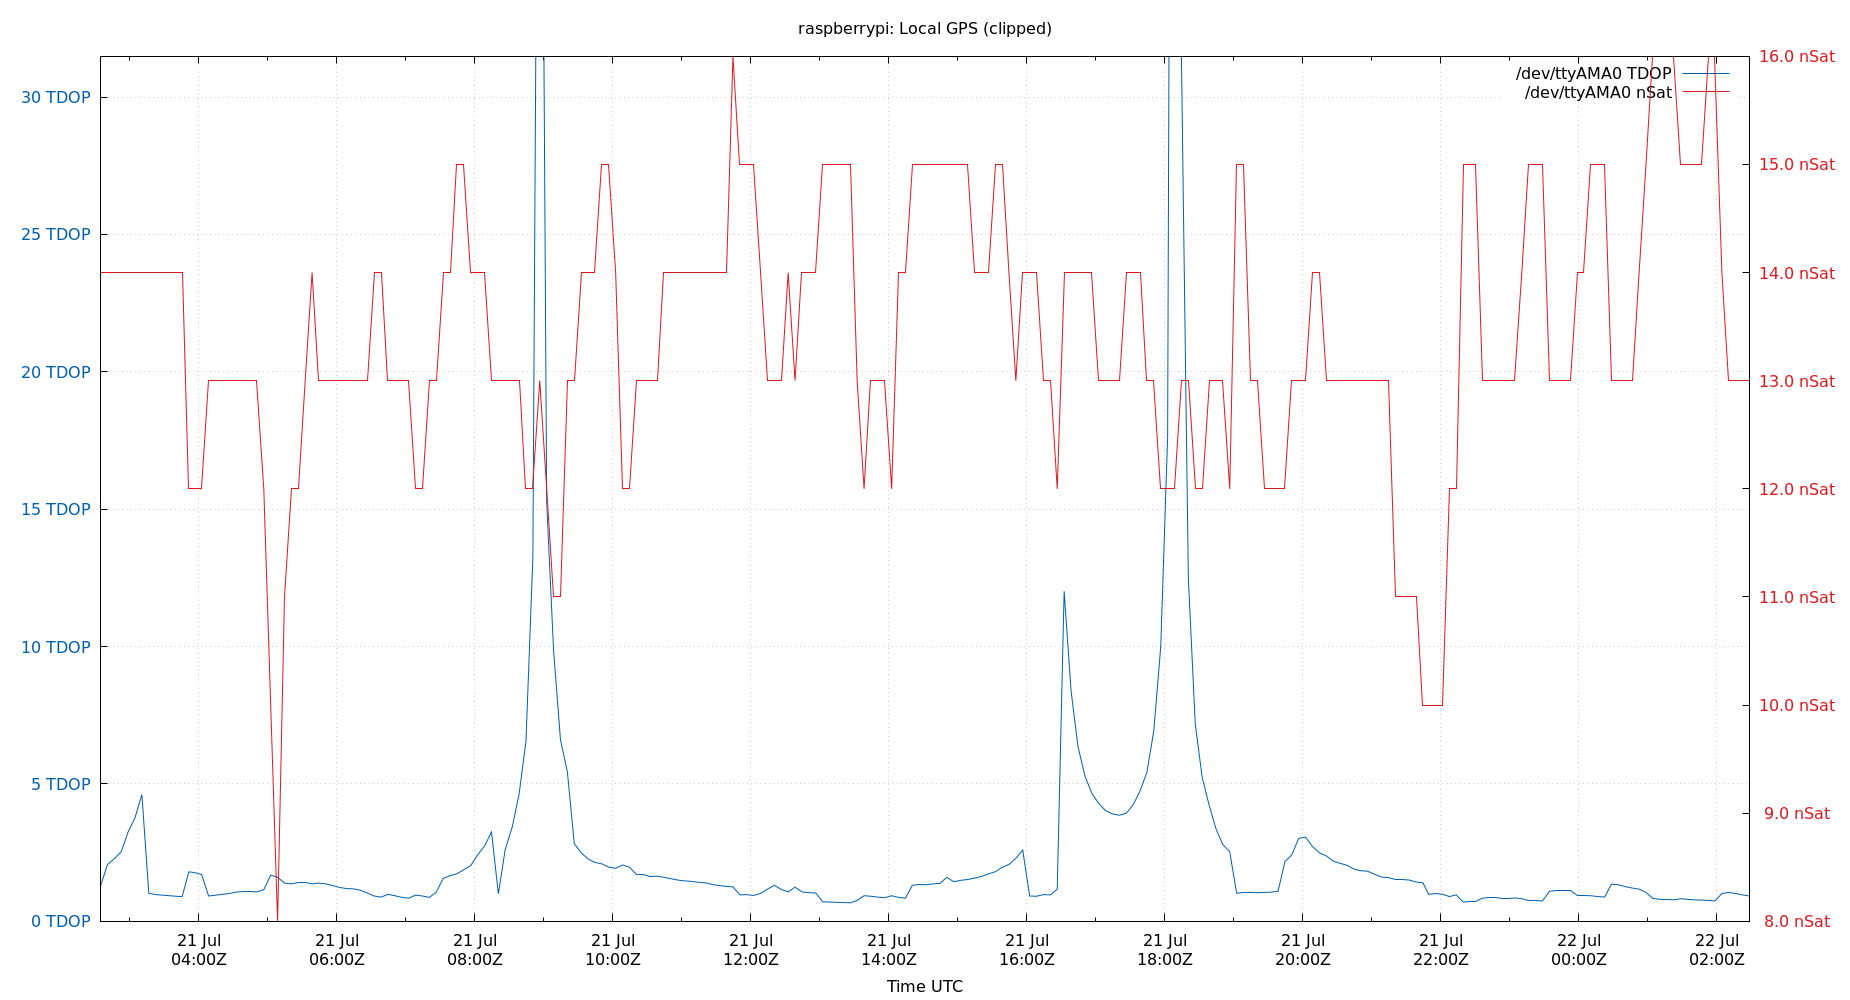 raspberrypi: Local GPS (clipped)
/dev/ttyAMA0 TDOP
/dev/ttyAMA0 nSat
30 TDOP
25 TDOP
20 TDOP
15 TDOP
10 TDOP
5 TDOP
0 TDOP
16.0 nSat
15.0 nSat
14.0 nSat
13.0 nSat
12.0 nSat
11.0 nSat
10.0 nSat
9.0 nSat
8.0 nSat
21 Jul
04:00Z
21 Jul
06:00Z
21 Jul
08:00Z
21 Jul
10:00Z
21 Jul
12:00Z
21 Jul
14:00Z
21 Jul
16:00Z
21 Jul
18:00Z
21 Jul
20:00Z
21 Jul
22:00Z
22 Jul
00:00Z
22 Jul
02:00Z
Time UTC